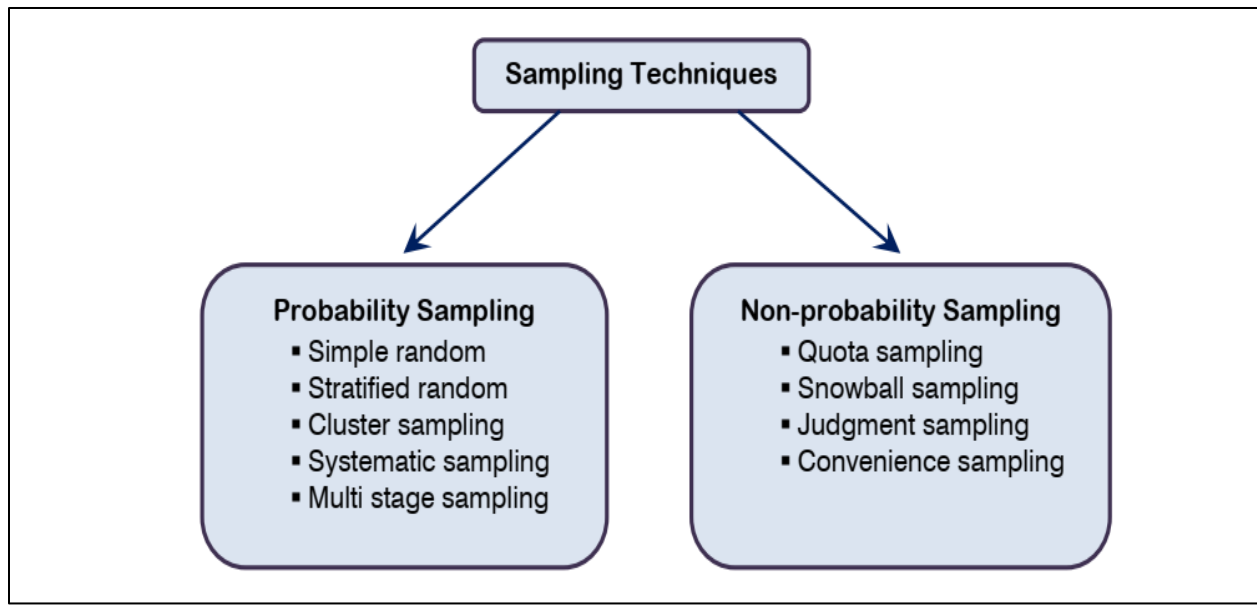 Sampling Techniques
Probability Sampling
▪ Simple random
▪ Stratified random
▪ Cluster sampling
▪ Systematic sampling
▪ Multi stage sampling
Non-probability Sampling
▪ Quota sampling
▪ Snowball sampling
▪ Judgment sampling
▪ Convenience sampling